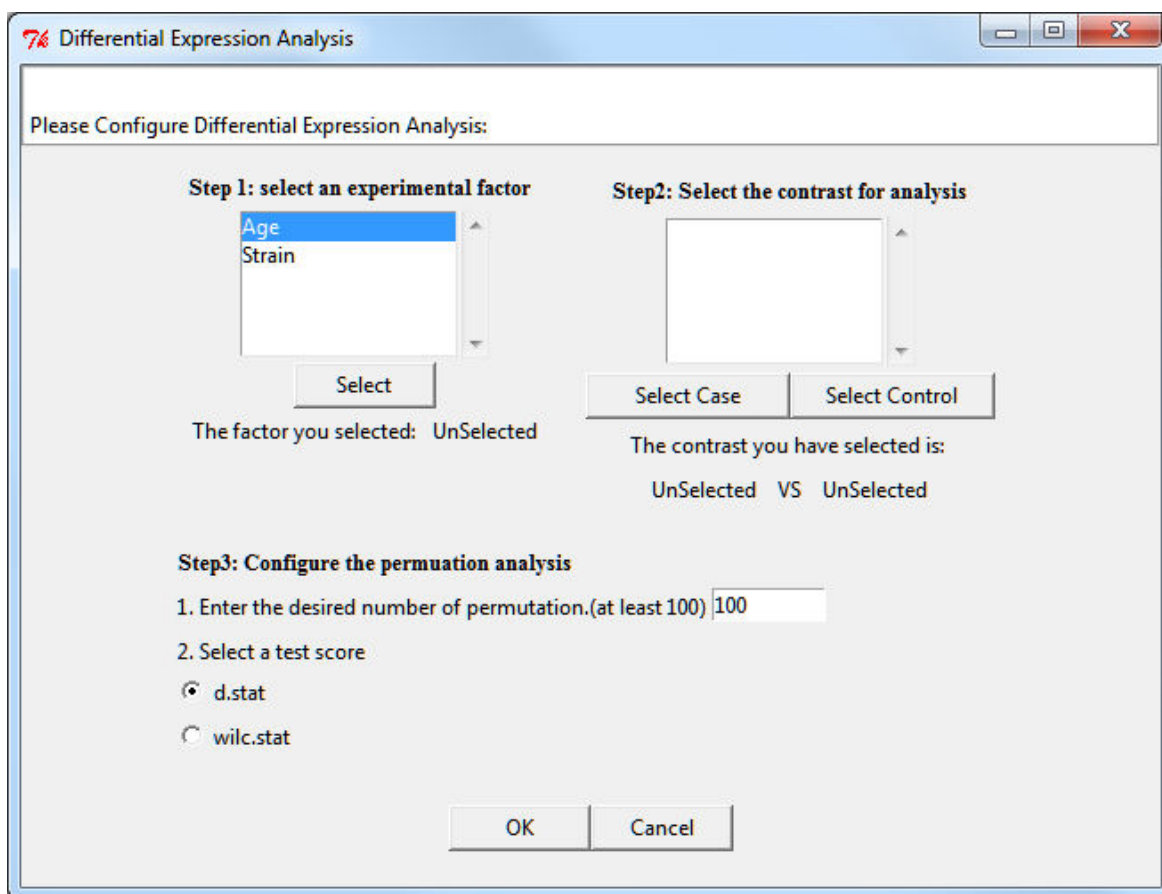 Differential Expression Analysis
Please Configure Differential Expression Analysis:
Step 1: select an experimental factor
Age
Strain
Select
The factor you selected: UnSelected
Step2: Select the contrast for analysis
Select Case
Select Control
The contrast you have selected is:
UnSelected VS UnSelected
Step3: Configure the permuation analysis
1. Enter the desired number of permutation.(at least 100) 100
2. Select a test score
d.stat
wilc.stat
OK
Cancel